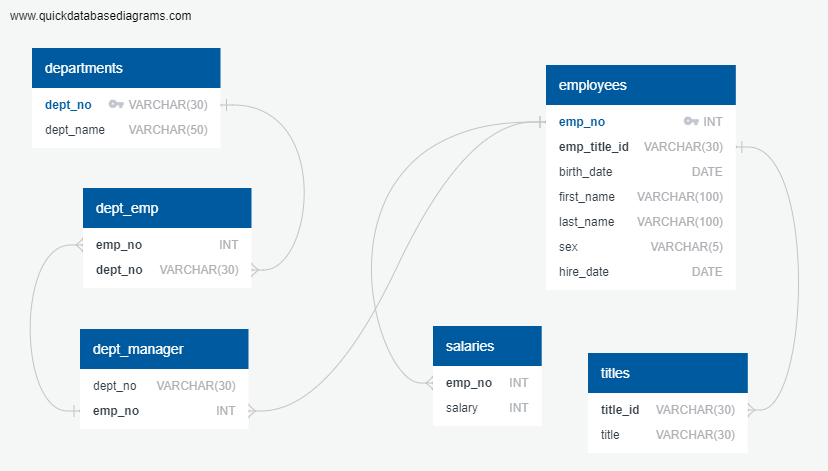 www.quickdatabasediagrams.com
departments
dept_no VARCHAR(30)
dept_name VARCHAR(50)
dept_emp
emp_no INT
dept_no VARCHAR(30)
dept_manager
dept_no VARCHAR(30)
emp_no INT
employees
emp_no INT
emp_title_id VARCHAR(30)
birth_date DATE
first_name VARCHAR(100)
last_name VARCHAR(100)
sex VARCHAR(5)
hire_date DATE
salaries
emp_no INT
salary INT
titles
title_id VARCHAR(30)
title VARCHAR(30)